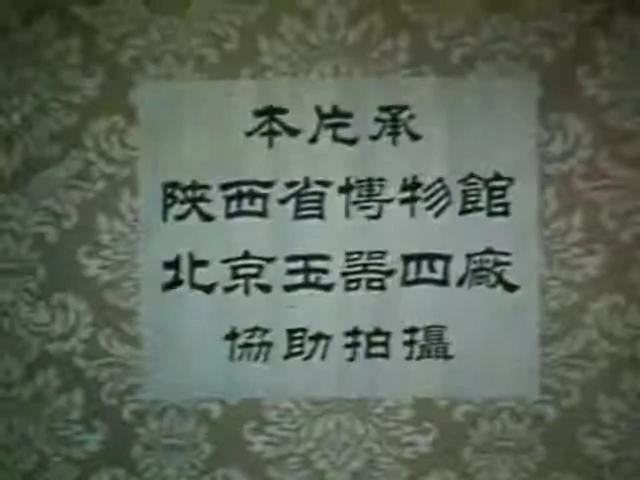 本片承
陝西省博物館
北京玉器四廠
協助拍攝